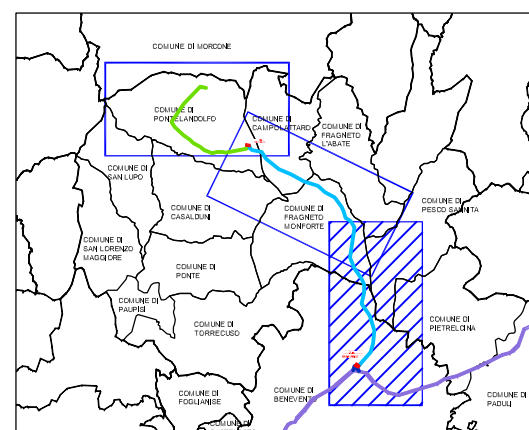 COMUNE DI MORCONE
COMUNE DI
PONTELANDOLFO
COMUNE DI
CAMPOLATTARO
COMUNE DI
FRAGNETO
L'ABATE
COMUNE DI
SAN LUPO
COMUNE DI
CASALDUNI
COMUNE DI
FRAGNETO
MONFORTE
COMUNE DI
PESCO SANNITA
COMUNE DI
SAN LORENZO
MAGGIORE
COMUNE DI
PONTE
COMUNE DI
PAUPISI
COMUNE DI
TORRECUSO
COMUNE DI
PIETRELCINA
COMUNE DI
FOGLIANISE
COMUNE DI
BENEVENTO
COMUNE DI
PADULI
COMUNE DI